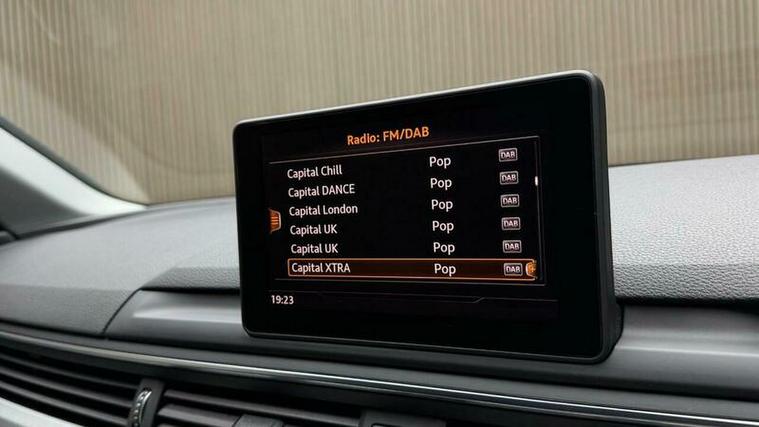 Radio: FM/DAB
Capital Chill Pop DAB
Capital DANCE Pop DAB
Capital London Pop DAB
Capital UK Pop DAB
Capital UK Pop DAB
Capital XTRA Pop DAB
19:23